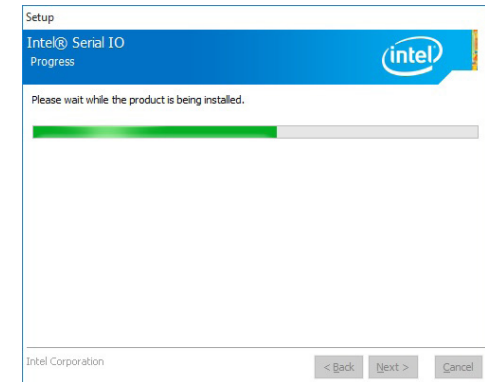 Setup
Intel® Serial IO
Progress
intel
Please wait while the product is being installed.
Intel Corporation
< Back Next > Cancel